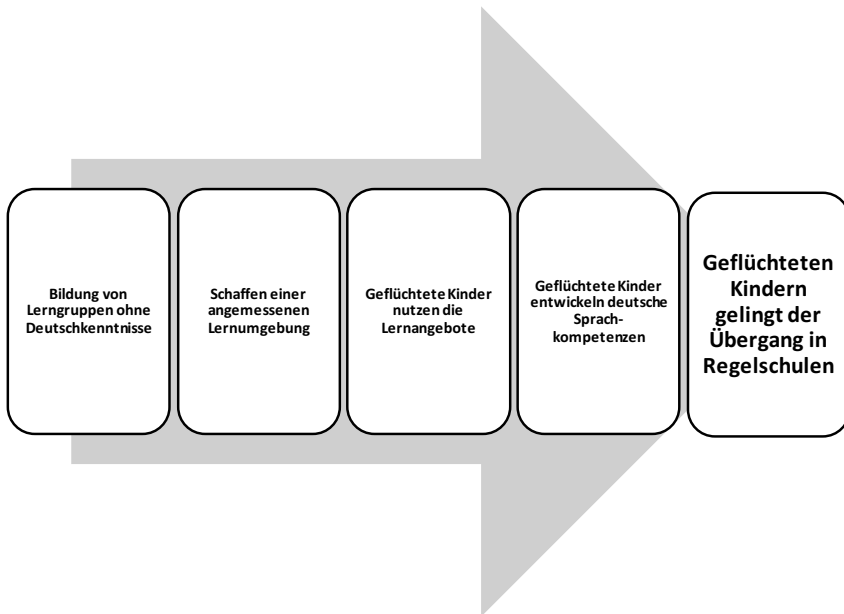 Bildung von
Lerngruppen ohne
Deutschkenntnisse
Schaffen einer
angemessenen
Lernumgebung
Geflüchtete Kinder
nutzen die
Lernangebote
Geflüchtete Kinder
entwickeln deutsche
Sprach-
kompetenzen
Geflüchteten
Kindern
gelingt der
Übergang in
Regelschulen